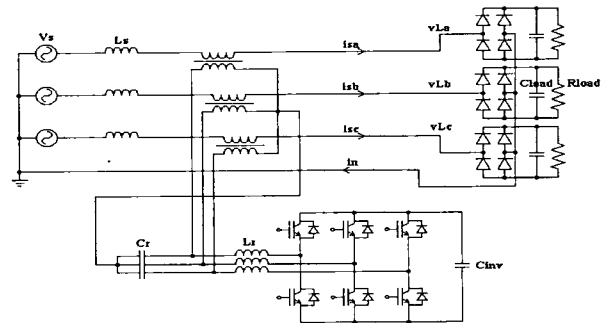 Vs
Ls
isa
vLa
isb
vLb
Cload
Rload
isc
vLc
in
Cr
Lr
Cinv